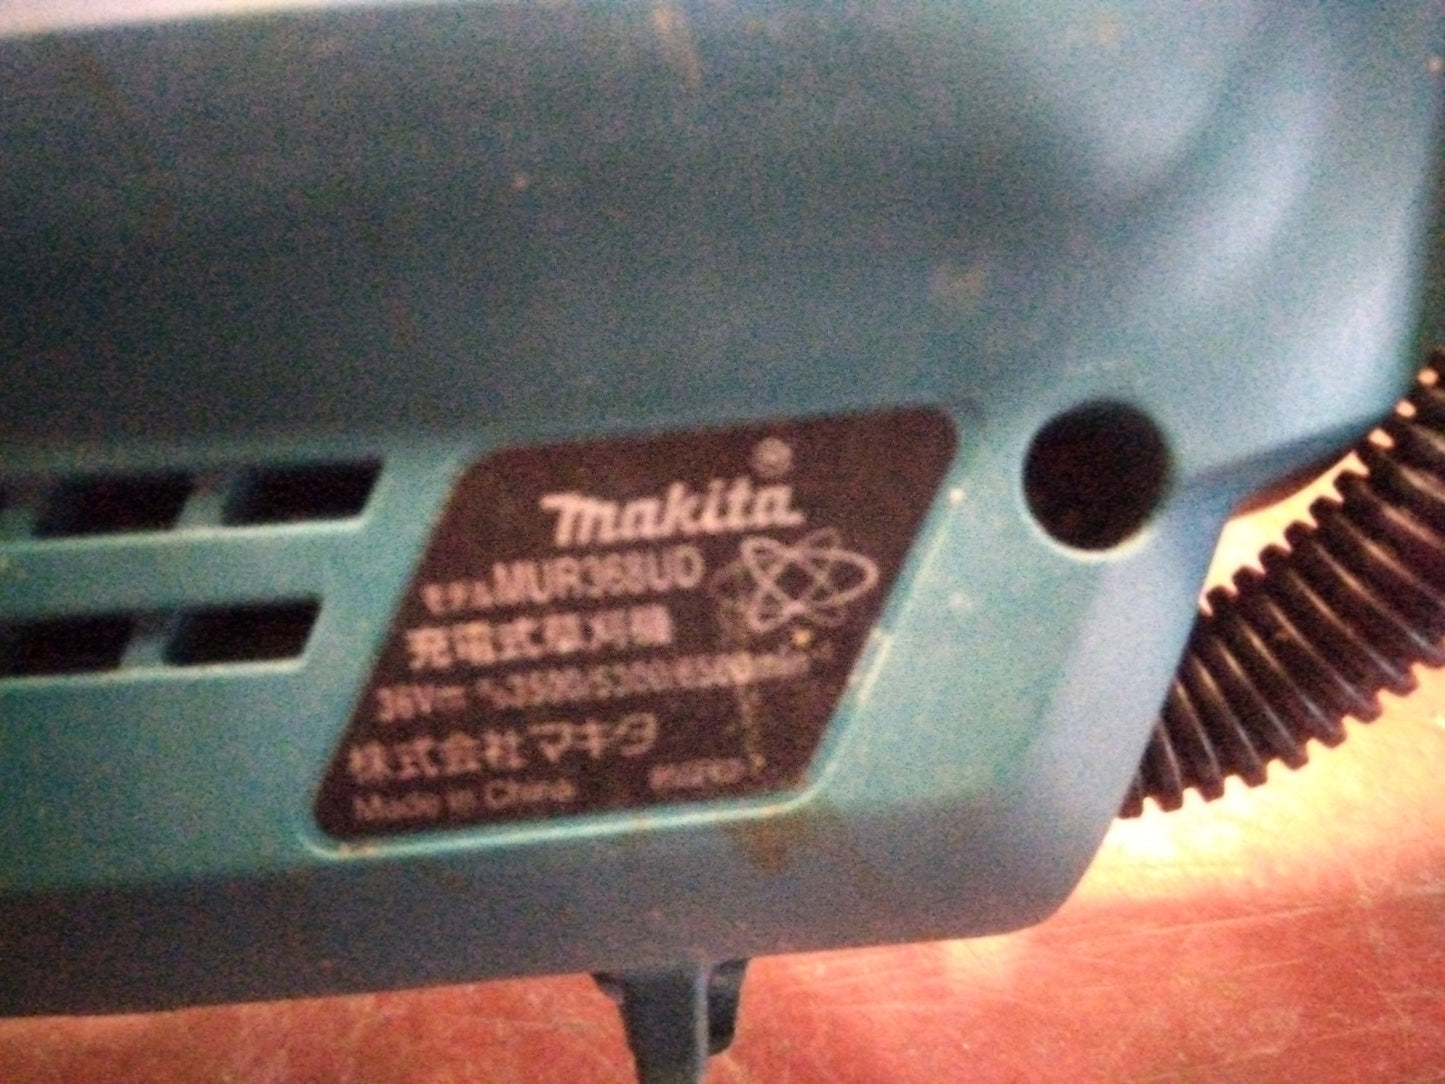 makita
モデル MUR368UD
充電式草刈機
36V⎓
株式会社マキタ
Made in China